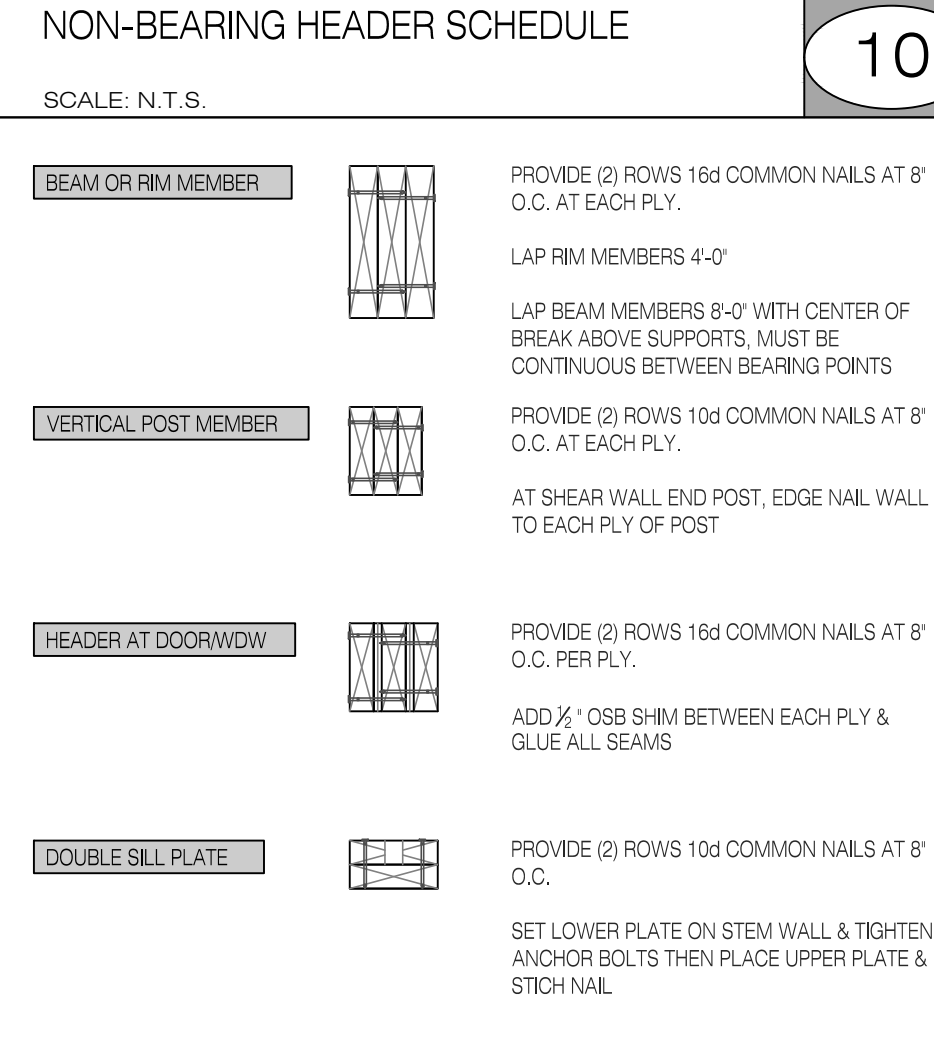 NON-BEARING HEADER SCHEDULE
10
SCALE: N.T.S.
BEAM OR RIM MEMBER
PROVIDE (2) ROWS 16d COMMON NAILS AT 8"
O.C. AT EACH PLY.
LAP RIM MEMBERS 4'-0"
LAP BEAM MEMBERS 8'-0" WITH CENTER OF
BREAK ABOVE SUPPORTS, MUST BE
CONTINUOUS BETWEEN BEARING POINTS
VERTICAL POST MEMBER
PROVIDE (2) ROWS 10d COMMON NAILS AT 8"
O.C. AT EACH PLY.
AT SHEAR WALL END POST, EDGE NAIL WALL
TO EACH PLY OF POST
HEADER AT DOOR/WDW
PROVIDE (2) ROWS 16d COMMON NAILS AT 8"
O.C. PER PLY.
ADD ½ " OSB SHIM BETWEEN EACH PLY &
GLUE ALL SEAMS
DOUBLE SILL PLATE
PROVIDE (2) ROWS 10d COMMON NAILS AT 8"
O.C.
SET LOWER PLATE ON STEM WALL & TIGHTEN
ANCHOR BOLTS THEN PLACE UPPER PLATE &
STICH NAIL